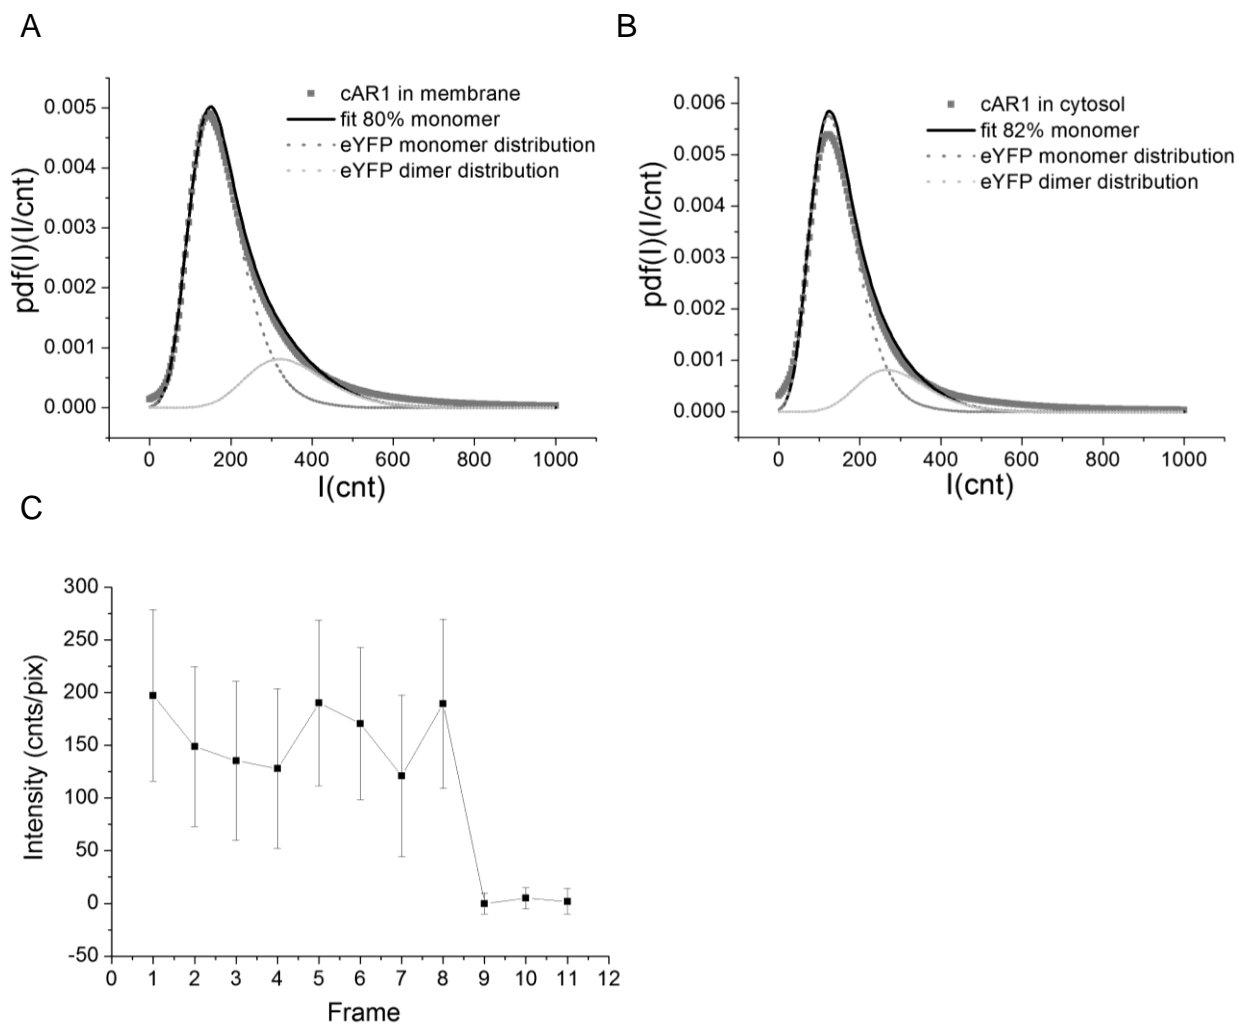 A
cAR1 in membrane
fit 80% monomer
eYFP monomer distribution
eYFP dimer distribution
0.005
0.004
0.003
0.002
0.001
0.000
pdf(I)(I/cnt)
0 200 400 600 800 1000
I(cnt)
B
cAR1 in cytosol
fit 82% monomer
eYFP monomer distribution
eYFP dimer distribution
0.006
0.005
0.004
0.003
0.002
0.001
0.000
pdf(I)(I/cnt)
0 200 400 600 800 1000
I(cnt)
C
300
250
200
150
100
50
0
-50
Intensity (cnts/pix)
0 1 2 3 4 5 6 7 8 9 10 11 12
Frame